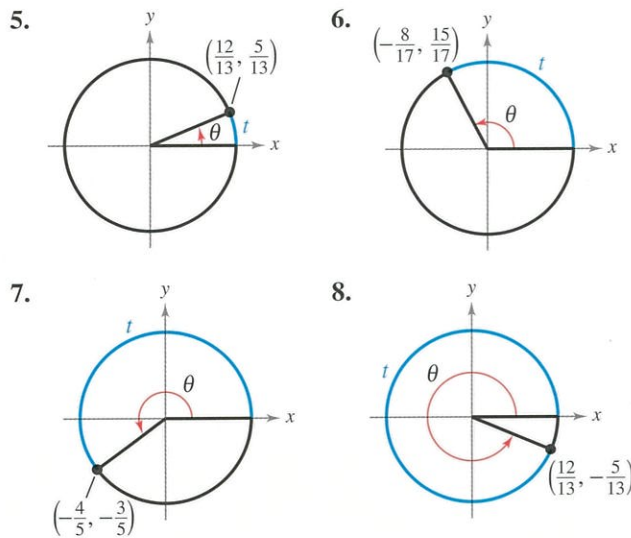 5.
y
(12/13, 5/13)
θ
t
x
6.
y
(-8/17, 15/17)
t
θ
x
7.
y
t
θ
x
(-4/5, -3/5)
8.
y
t
θ
x
(12/13, -5/13)